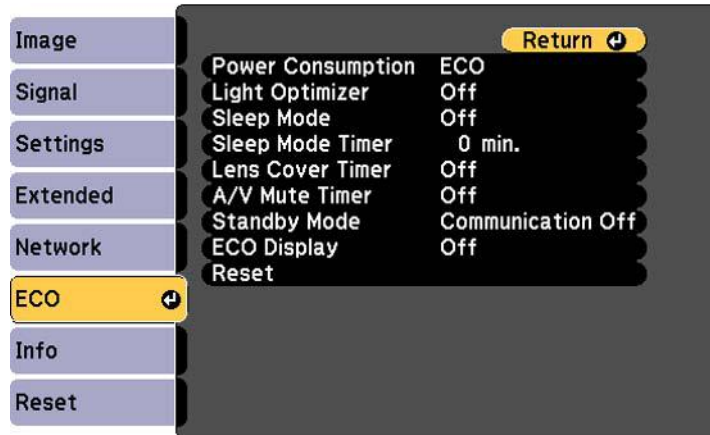 Image
Signal
Settings
Extended
Network
ECO
Info
Reset
Return
Power Consumption ECO
Light Optimizer Off
Sleep Mode Off
Sleep Mode Timer 0 min.
Lens Cover Timer Off
A/V Mute Timer Off
Standby Mode Communication Off
ECO Display Off
Reset